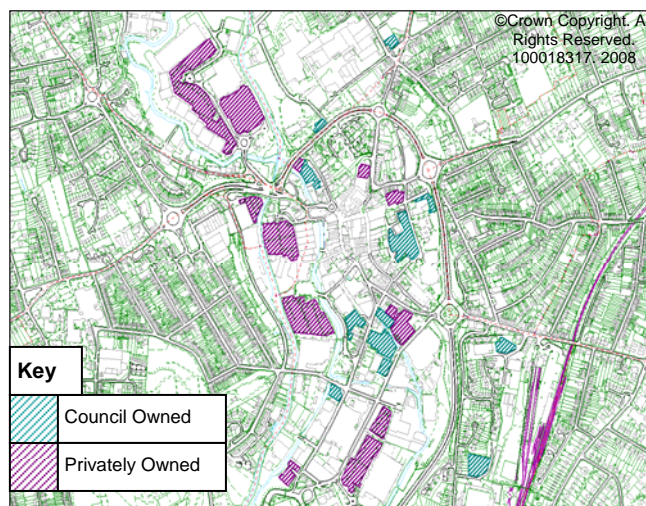 ©Crown Copyright. A
Rights Reserved.
100018317. 2008
Key
Council Owned
Privately Owned